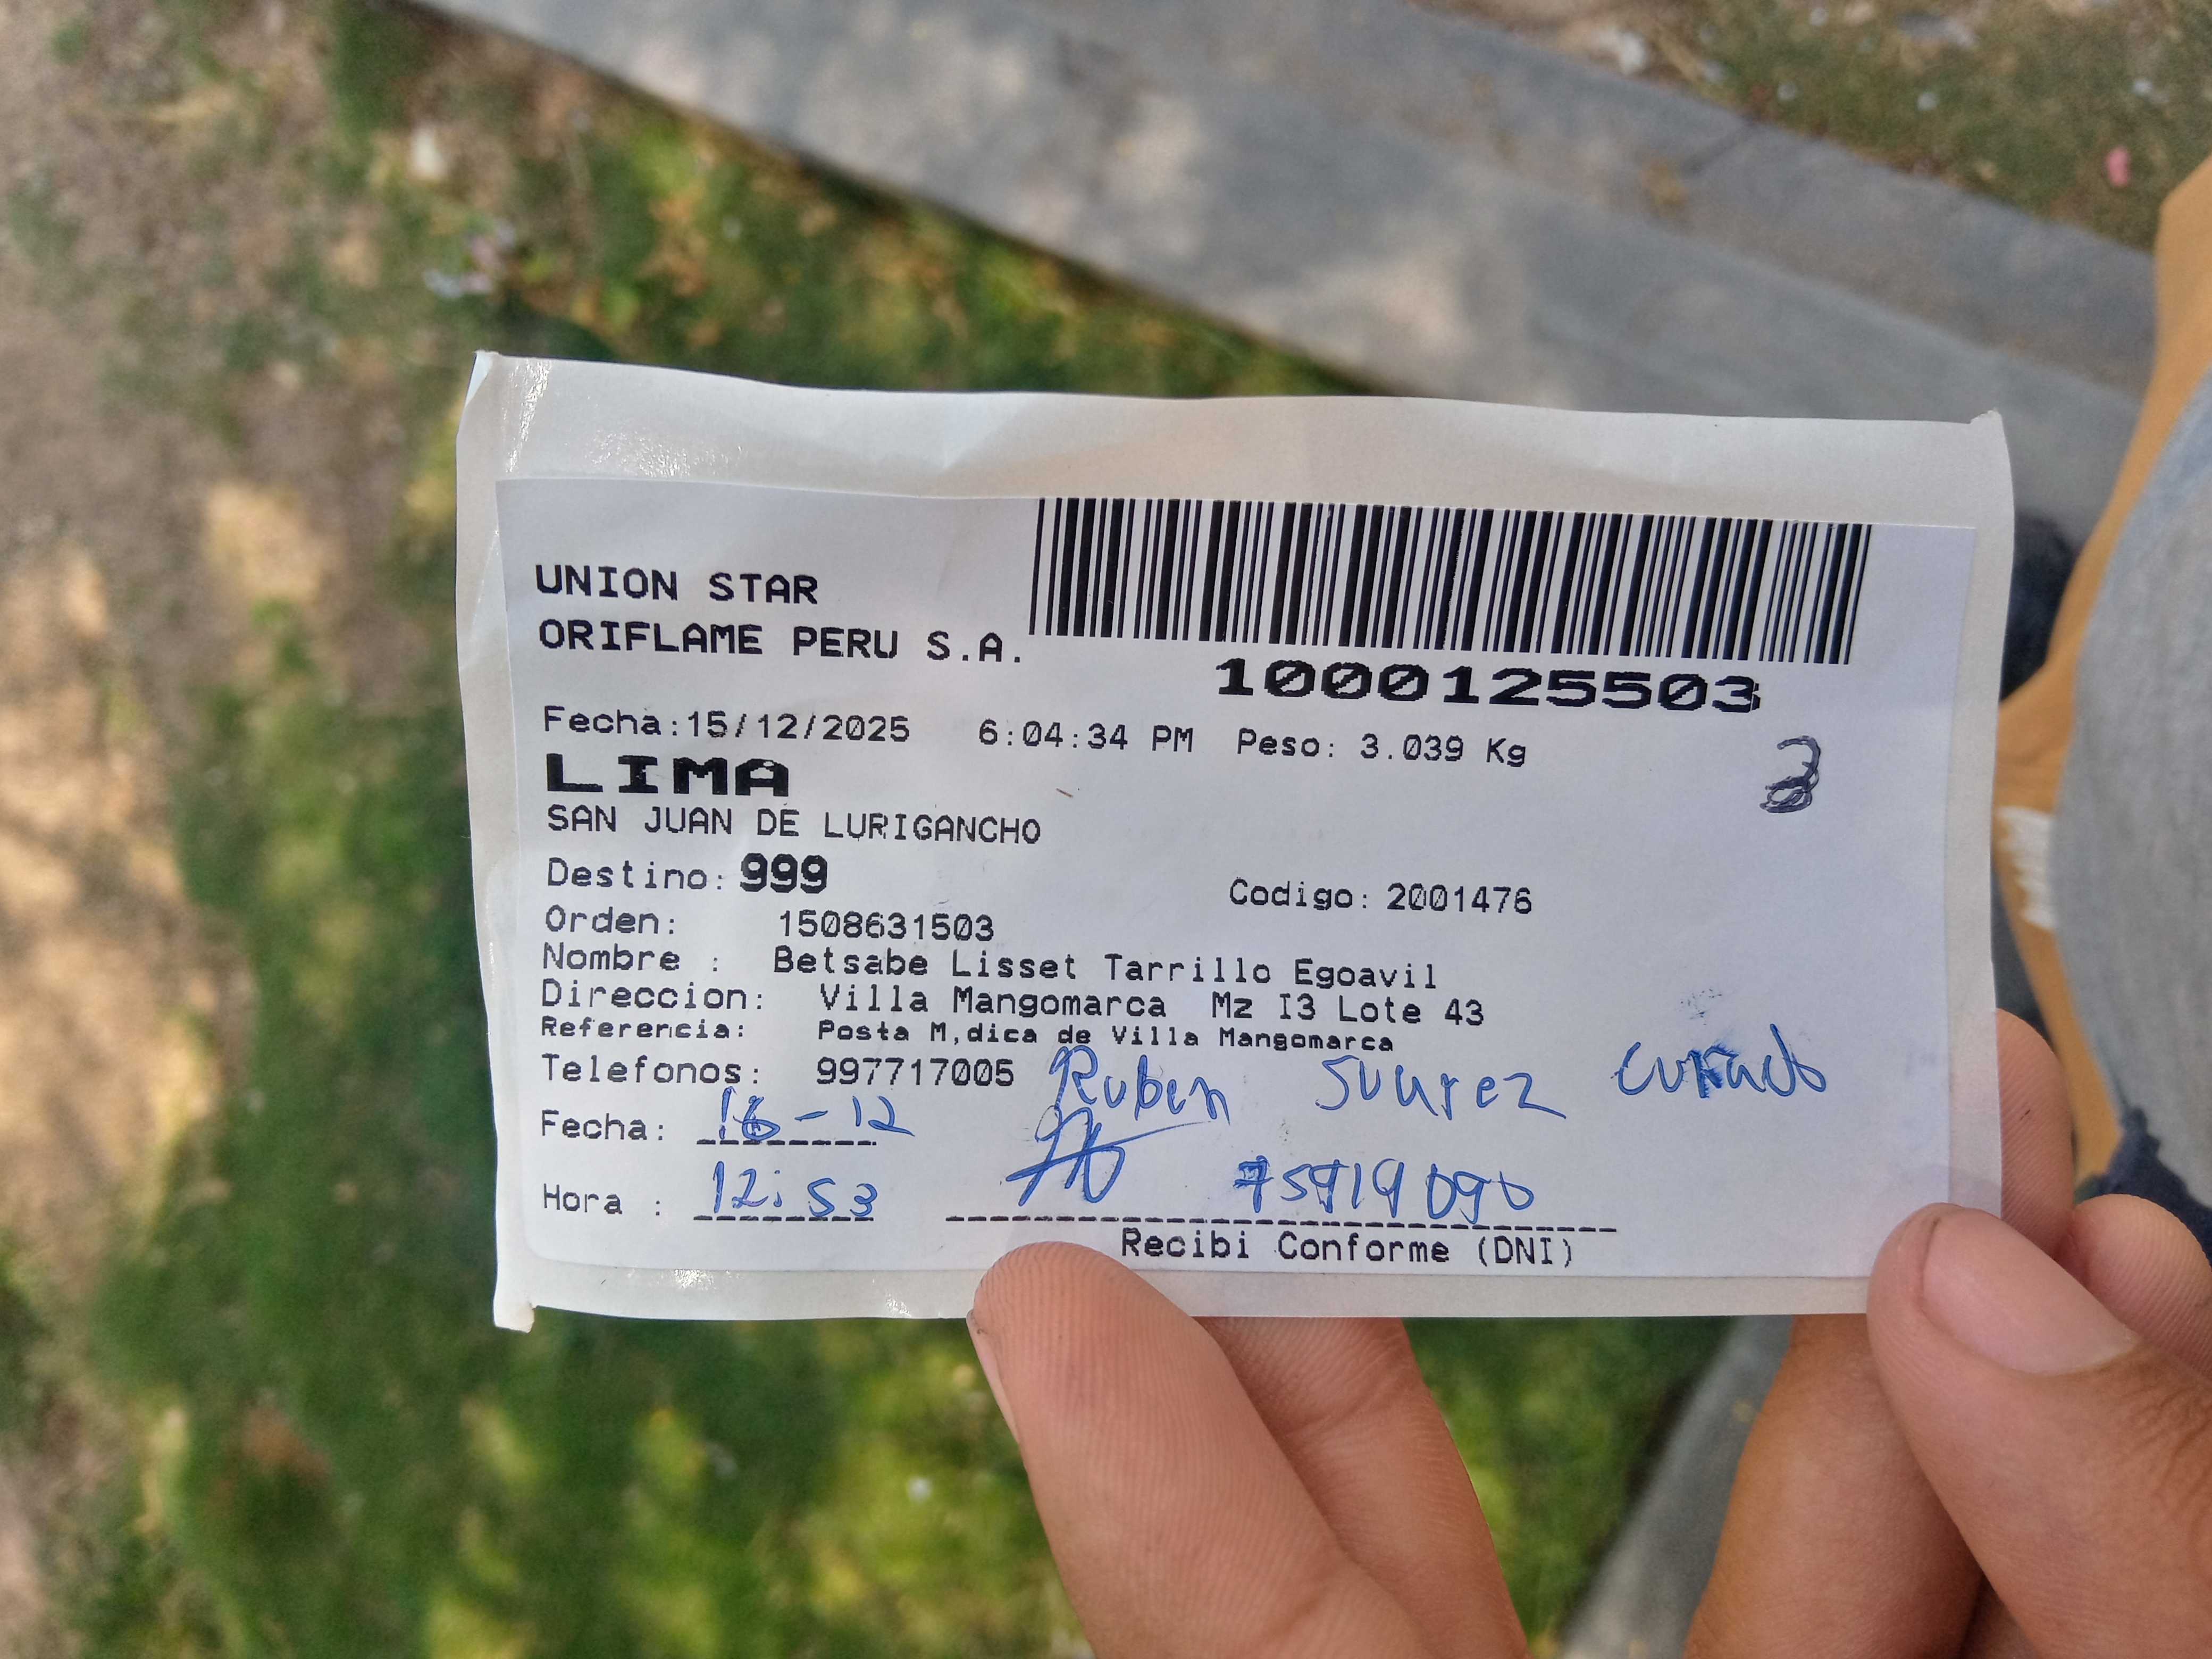 UNION STAR
ORIFLAME PERU S.A.
1000125503
Fecha:15/12/2025 6:04:34 PM Peso: 3.039 Kg
LIMA
SAN JUAN DE LURIGANCHO
Destino: 999
Codigo: 2001476
Orden: 1508631503
Nombre : Betsabe Lisset Tarrillo Egoavil
Direccion: Villa Mangomarca Mz I3 Lote 43
Referencia: Posta M,dica de Villa Mangomarca
Telefonos: 997717005
Ruben Suarez cuñado
Fecha: 16-12
Hora : 12:53
75919090
Recibi Conforme (DNI)